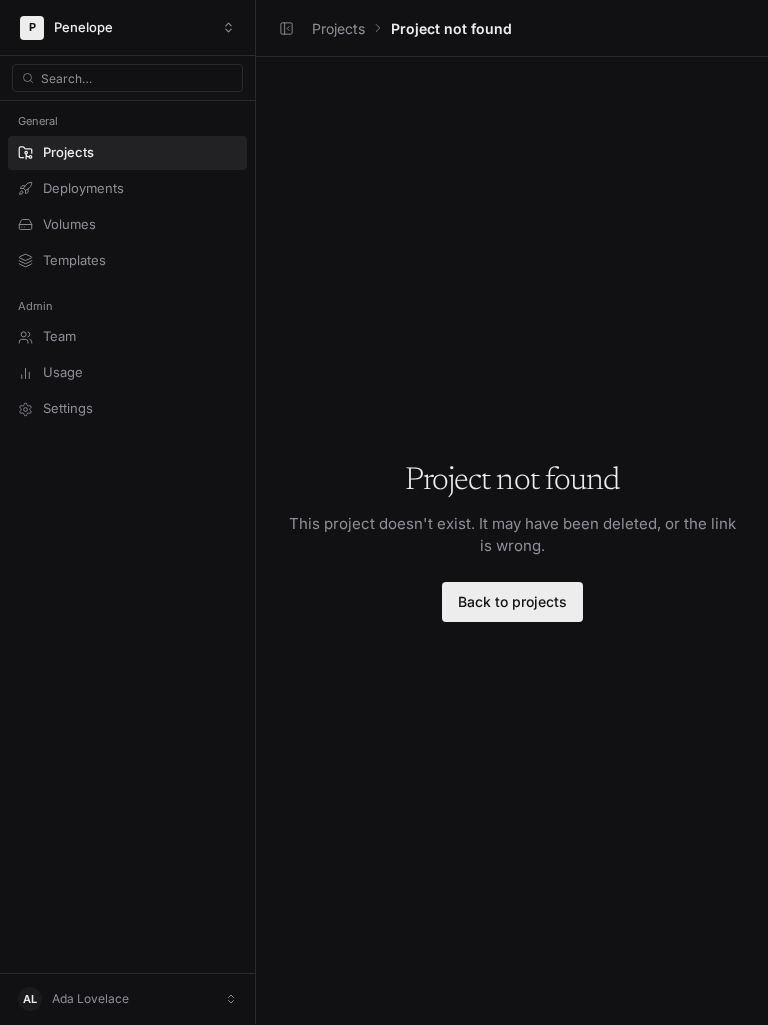 P
Penelope
Search...
General
Projects
Deployments
Volumes
Templates
Admin
Team
Usage
Settings
AL
Ada Lovelace
Projects
Project not found
Project not found
This project doesn't exist. It may have been deleted, or the link
is wrong.
Back to projects